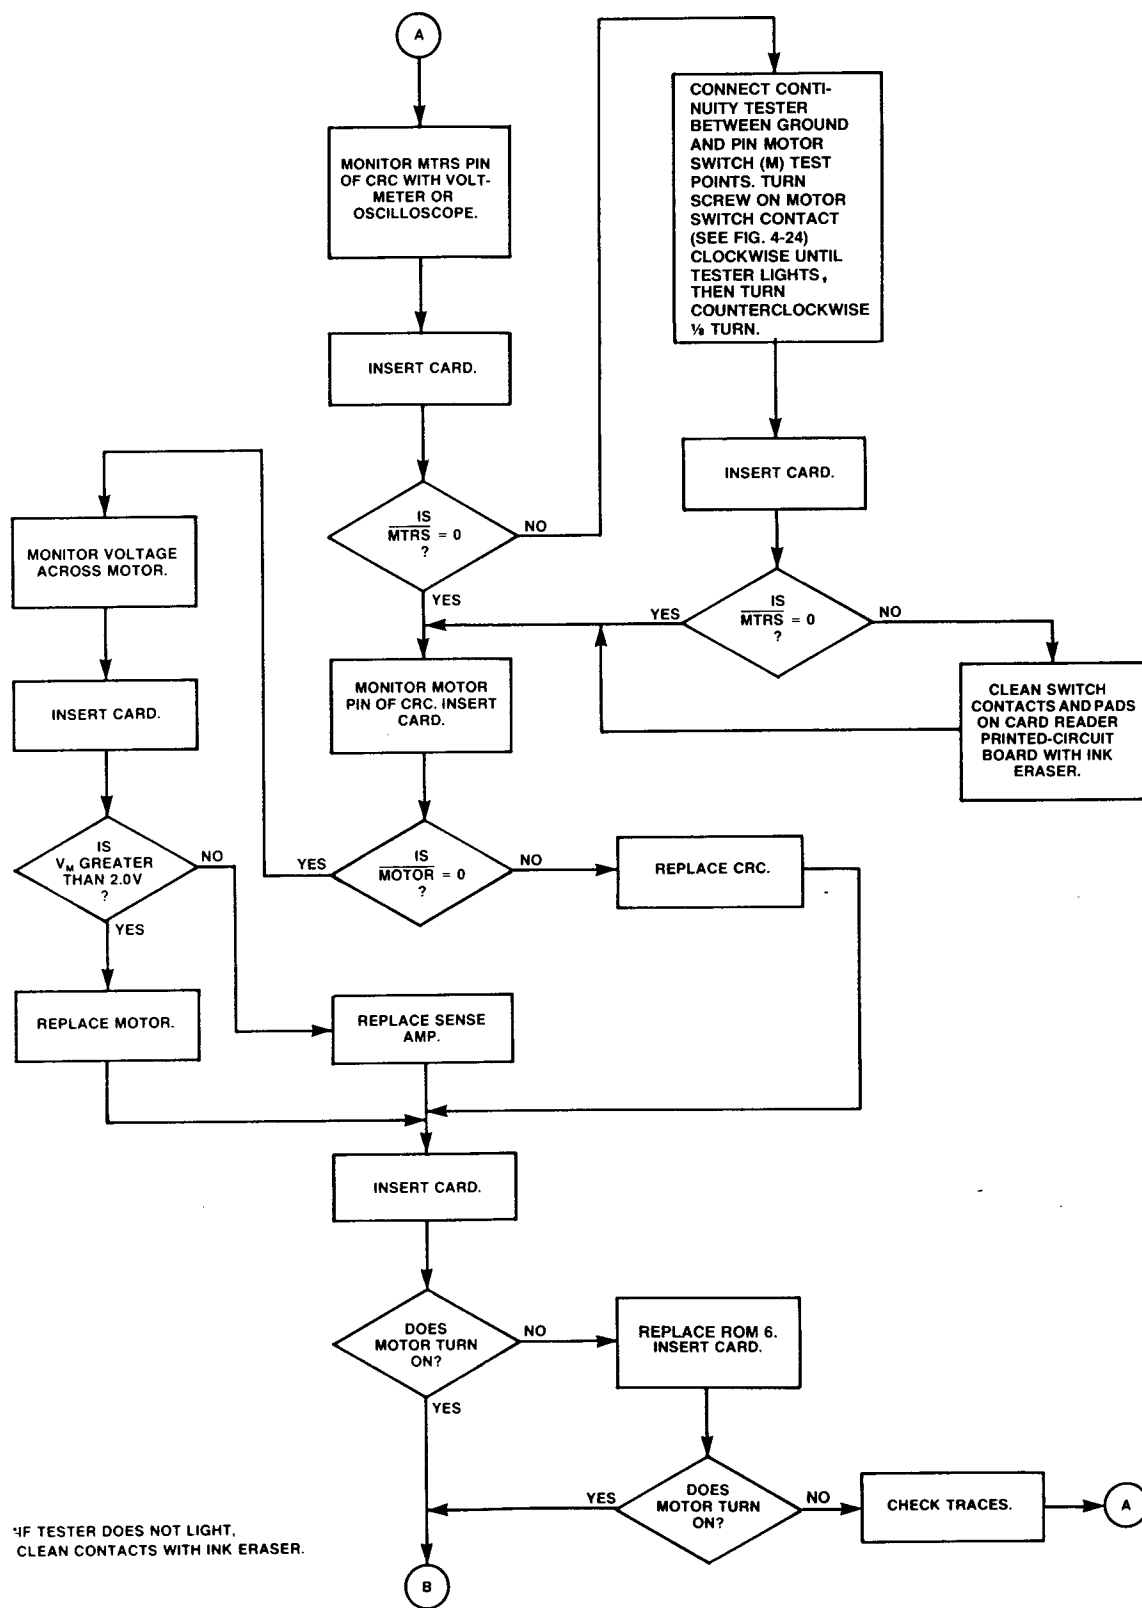 A
MONITOR MTRS PIN
OF CRC WITH VOLT-
METER OR
OSCILLOSCOPE.
INSERT CARD.
IS
MTRS = 0
?
NO
YES
CONNECT CONTI-
NUITY TESTER
BETWEEN GROUND
AND PIN MOTOR
SWITCH (M) TEST
POINTS. TURN
SCREW ON MOTOR
SWITCH CONTACT
(SEE FIG. 4-24)
CLOCKWISE UNTIL
TESTER LIGHTS,
THEN TURN
COUNTERCLOCKWISE
⅛ TURN.
INSERT CARD.
IS
MTRS = 0
?
YES
NO
CLEAN SWITCH
CONTACTS AND PADS
ON CARD READER
PRINTED-CIRCUIT
BOARD WITH INK
ERASER.
MONITOR MOTOR
PIN OF CRC. INSERT
CARD.
IS
MOTOR = 0
?
YES
NO
REPLACE CRC.
MONITOR VOLTAGE
ACROSS MOTOR.
INSERT CARD.
IS
VM GREATER
THAN 2.0V
?
NO
YES
REPLACE MOTOR.
REPLACE SENSE
AMP.
INSERT CARD.
DOES
MOTOR TURN
ON?
NO
YES
REPLACE ROM 6.
INSERT CARD.
DOES
MOTOR TURN
ON?
YES
NO
CHECK TRACES.
A
B
*IF TESTER DOES NOT LIGHT,
CLEAN CONTACTS WITH INK ERASER.